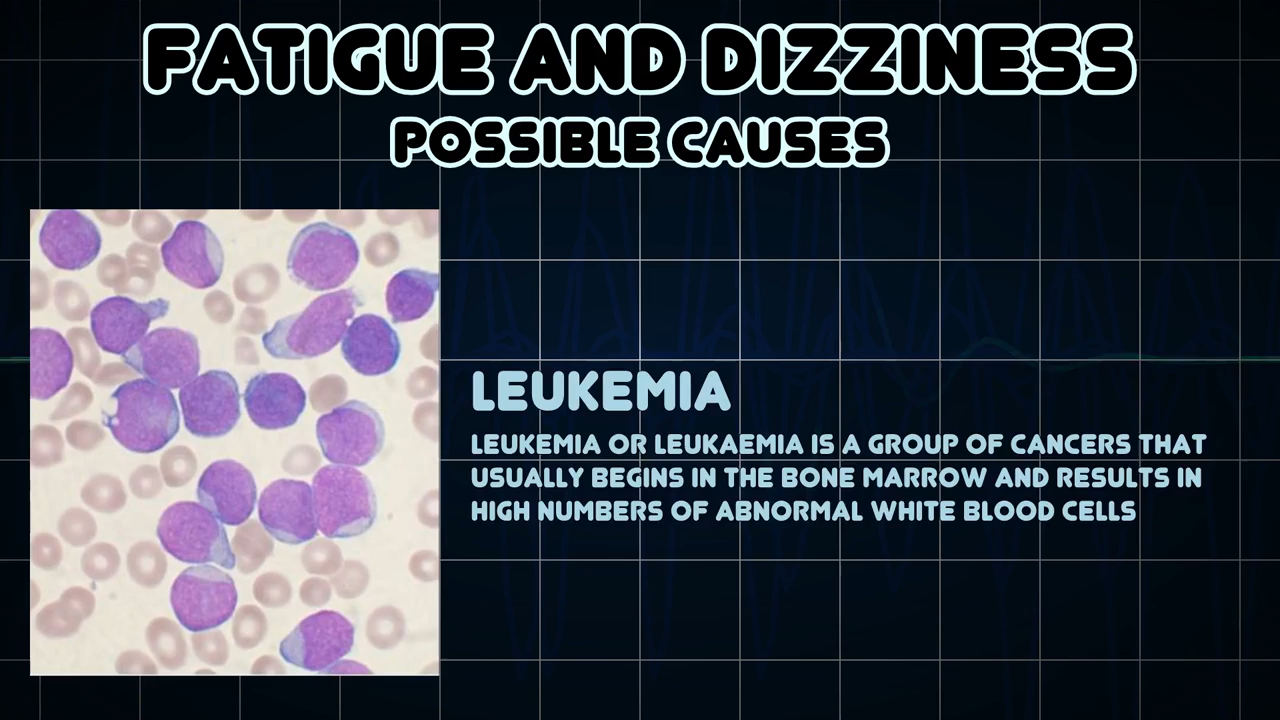 FATIGUE AND DIZZINESS
POSSIBLE CAUSES
LEUKEMIA
LEUKEMIA OR LEUKAEMIA IS A GROUP OF CANCERS THAT
USUALLY BEGINS IN THE BONE MARROW AND RESULTS IN
HIGH NUMBERS OF ABNORMAL WHITE BLOOD CELLS